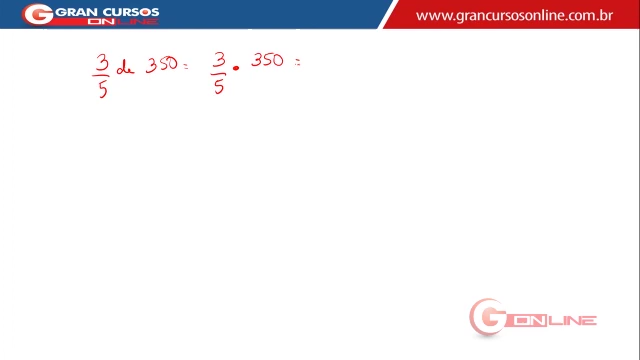 GRAN CURSOS
ONLINE
www.grancursosonline.com.br
3/5 de 350 = 3/5 • 350 =
G ONLINE